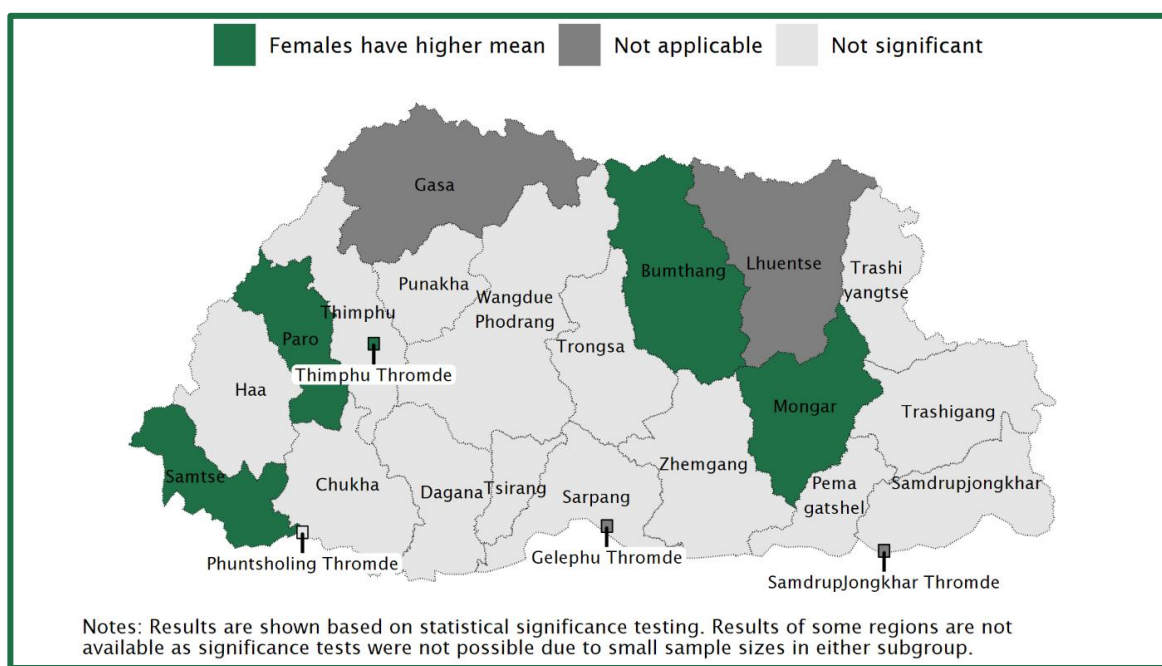 Females have higher mean Not applicable Not significant
Gasa
Lhuentse
Bumthang
Trashi
yangtse
Punakha
Wangdue
Phodrang
Thimphu
Paro
Trongsa
Thimphu Thromde
Haa
Mongar
Trashigang
Samtse
Chukha
Dagana
Tsirang
Sarpang
Zhemgang
Pema
gatshel
Samdrupjongkhar
Phuntsholing Thromde
Gelephu Thromde
SamdrupJongkhar Thromde
Notes: Results are shown based on statistical significance testing. Results of some regions are not
available as significance tests were not possible due to small sample sizes in either subgroup.